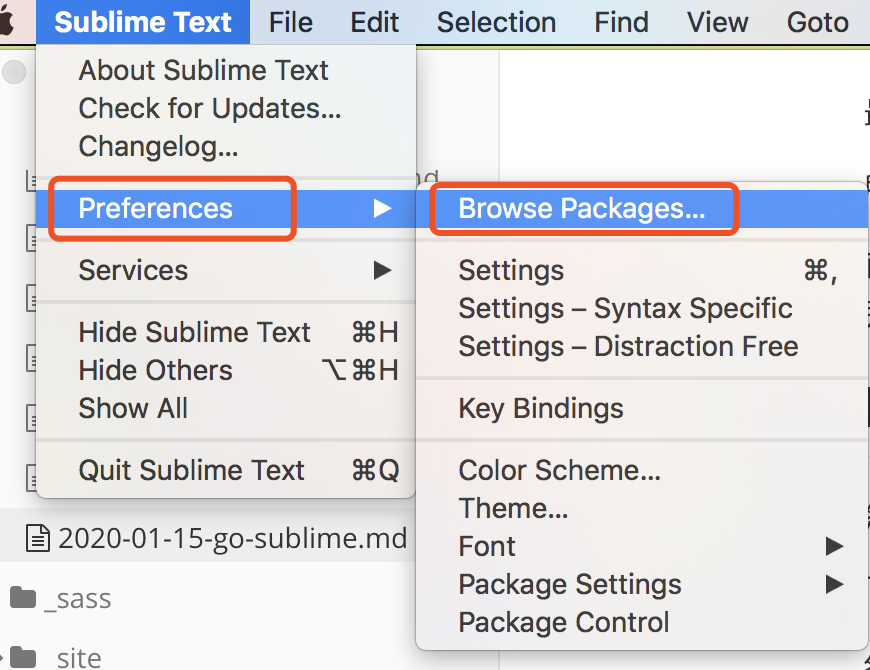 Sublime Text File Edit Selection Find View Goto
About Sublime Text
Check for Updates...
Changelog...
Preferences
Services
Hide Sublime Text ⌘H
Hide Others ⌥⌘H
Show All
Quit Sublime Text ⌘Q
Browse Packages...
Settings ⌘,
Settings – Syntax Specific
Settings – Distraction Free
Key Bindings
Color Scheme...
Theme...
Font
Package Settings
Package Control
2020-01-15-go-sublime.md
_sass
_site